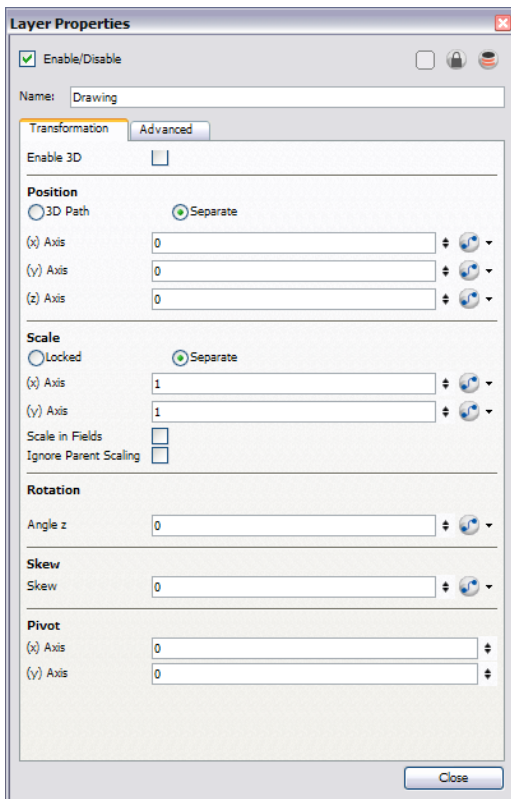 Layer Properties
Enable/Disable
Name: Drawing
Transformation Advanced
Enable 3D
Position
3D Path Separate
(x) Axis 0
(y) Axis 0
(z) Axis 0
Scale
Locked Separate
(x) Axis 1
(y) Axis 1
Scale in Fields
Ignore Parent Scaling
Rotation
Angle z 0
Skew
Skew 0
Pivot
(x) Axis 0
(y) Axis 0
Close